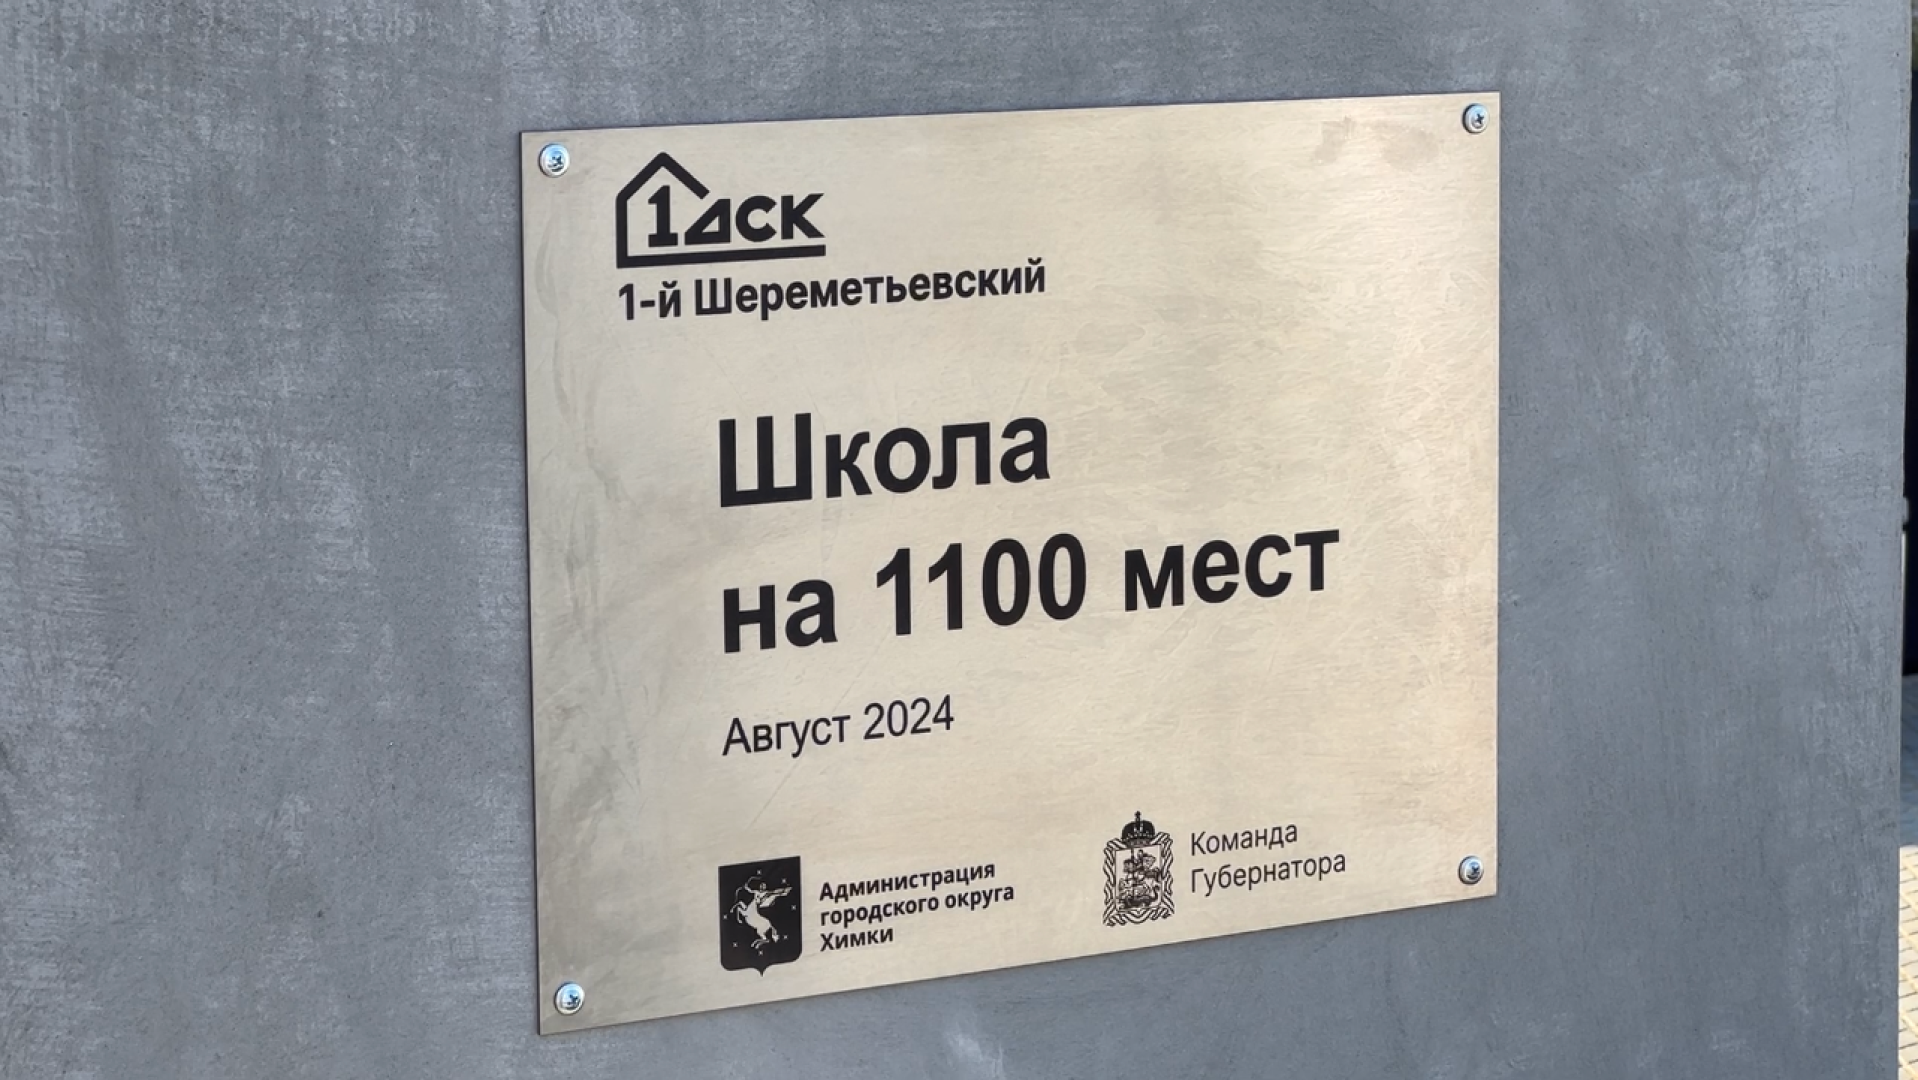 1ДСК
1-й Шереметьевский
Школа
на 1100 мест
Август 2024
Администрация
городского округа
Химки
Команда
Губернатора